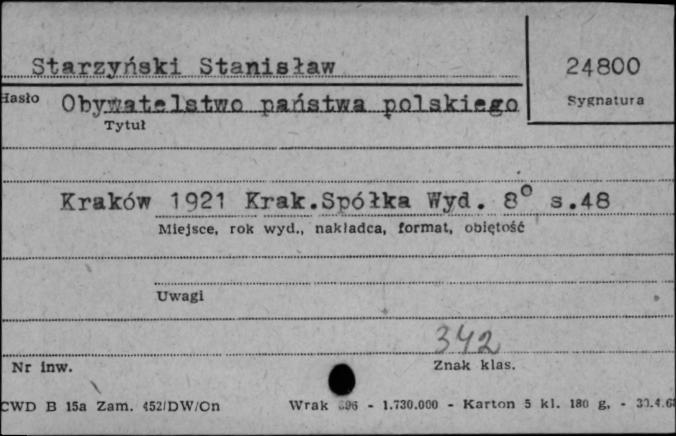 Starzyński Stanisław
24800
Hasło Obywatelstwo państwa polskiego
Sygnatura
Tytuł
Kraków 1921 Krak.Spółka Wyd. 8° s.48
Miejsce, rok wyd., nakładca, format, objętość
Uwagi
342
Nr inw.
Znak klas.
CWD B 15a Zam. 452/DW/On Wrak 396 - 1.730.000 - Karton 5 kl. 180 g. -